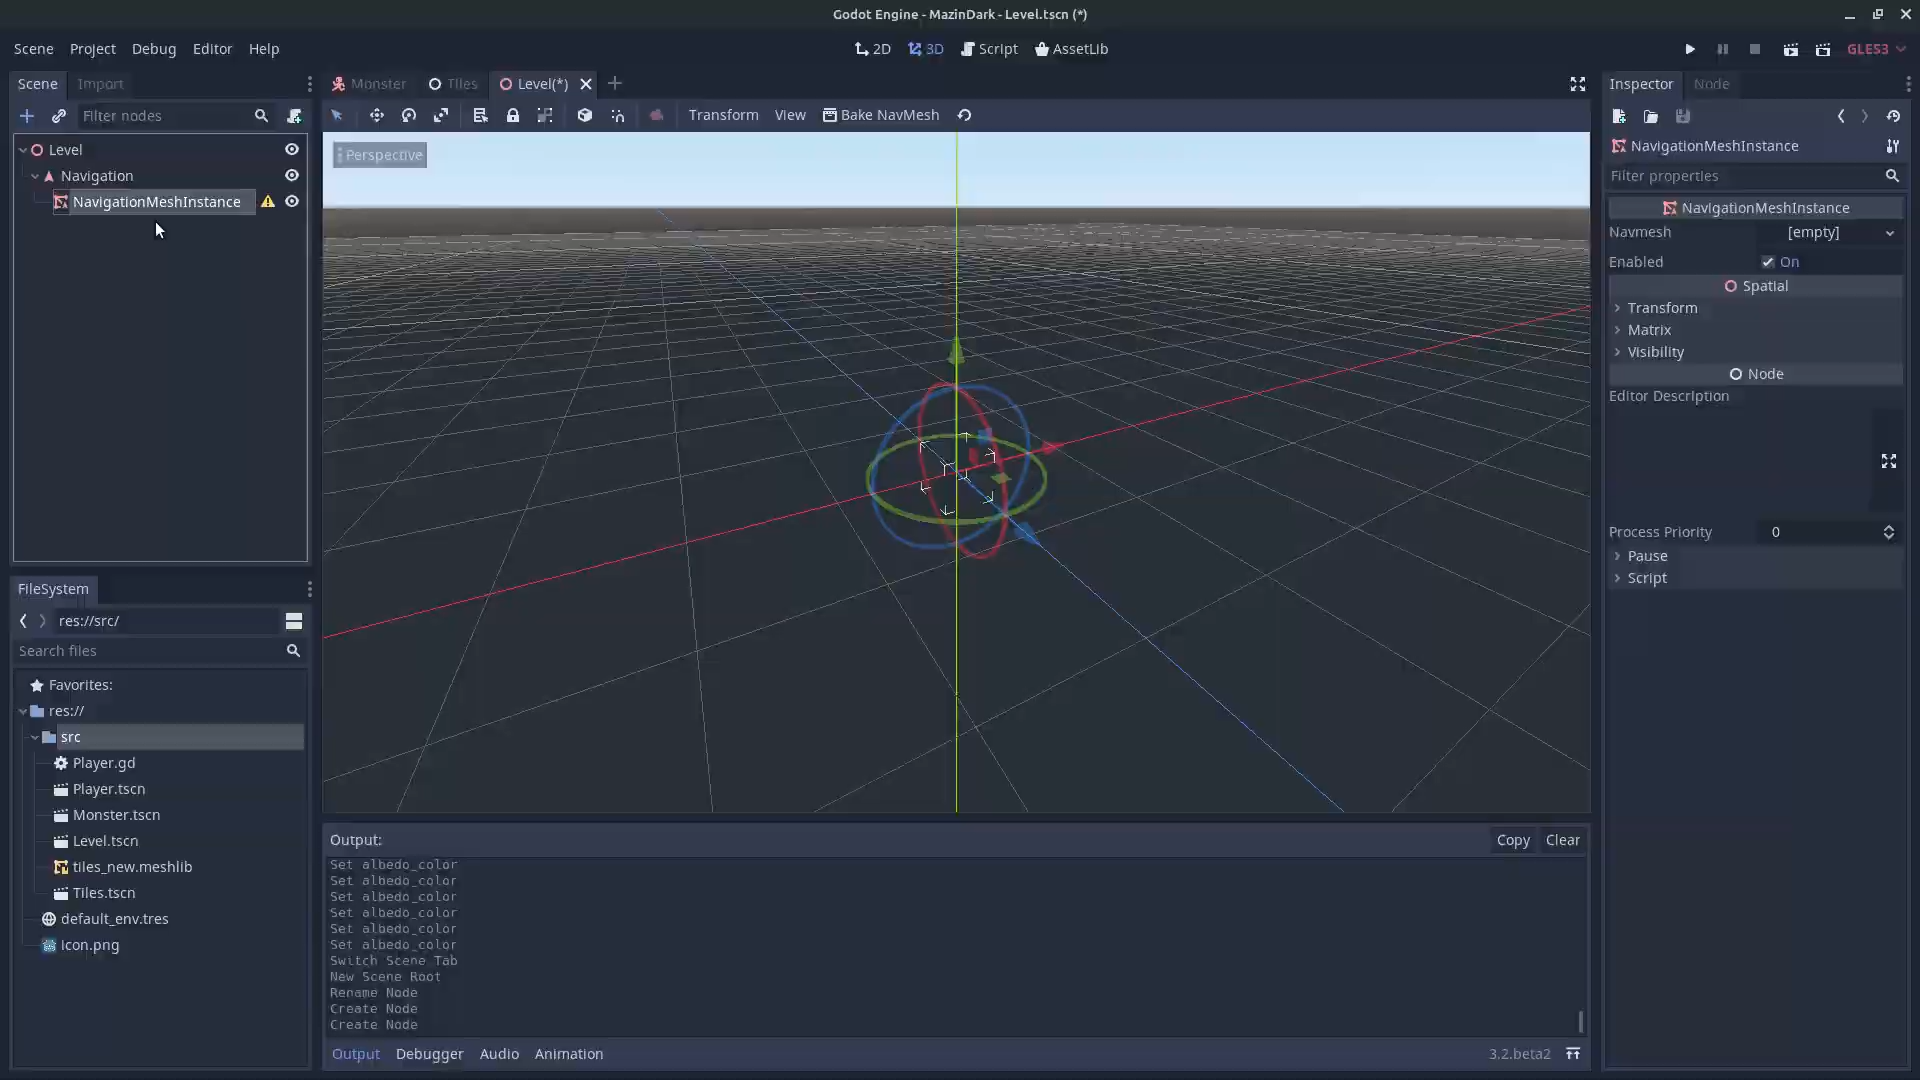 Godot Engine - MazinDark - Level.tscn (*)
Scene Project Debug Editor Help
2D 3D Script AssetLib
GLES3
Scene Import
Monster Tiles Level(*)
Inspector Node
Filter nodes
Transform View Bake NavMesh
Level
Navigation
NavigationMeshInstance
Perspective
NavigationMeshInstance
Filter properties
NavigationMeshInstance
Navmesh [empty]
Enabled On
Spatial
Transform
Matrix
Visibility
Node
Editor Description
Process Priority 0
Pause
Script
FileSystem
res://src/
Search files
Favorites:
res://
src
Player.gd
Player.tscn
Monster.tscn
Level.tscn
tiles_new.meshlib
Tiles.tscn
default_env.tres
icon.png
Output: Copy Clear
Set albedo_color
Set albedo_color
Set albedo_color
Set albedo_color
Set albedo_color
Set albedo_color
Switch Scene Tab
New Scene Root
Rename Node
Create Node
Create Node
Output Debugger Audio Animation 3.2.beta2